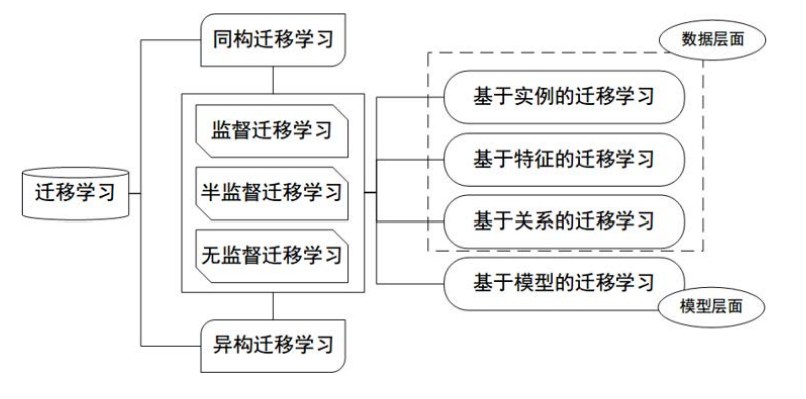 同构迁移学习
数据层面
基于实例的迁移学习
监督迁移学习
基于特征的迁移学习
迁移学习
半监督迁移学习
基于关系的迁移学习
无监督迁移学习
基于模型的迁移学习
模型层面
异构迁移学习